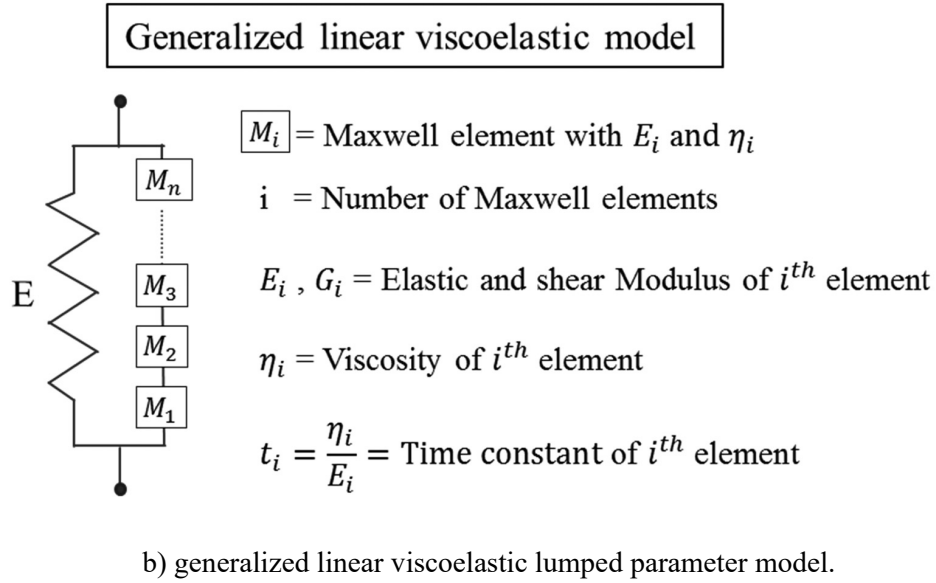 Generalized linear viscoelastic model
M_i = Maxwell element with E_i and η_i
i = Number of Maxwell elements
E_i , G_i = Elastic and shear Modulus of i^{th} element
η_i = Viscosity of i^{th} element
t_i = η_i/E_i = Time constant of i^{th} element
E
M_n
M_3
M_2
M_1
b) generalized linear viscoelastic lumped parameter model.